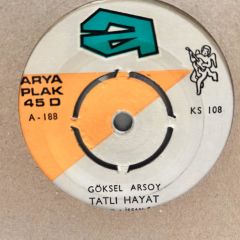 a
ARYA
PLAK
45 D
A-188
KS 108
GÖKSEL ARSOY
TATLI HAYAT